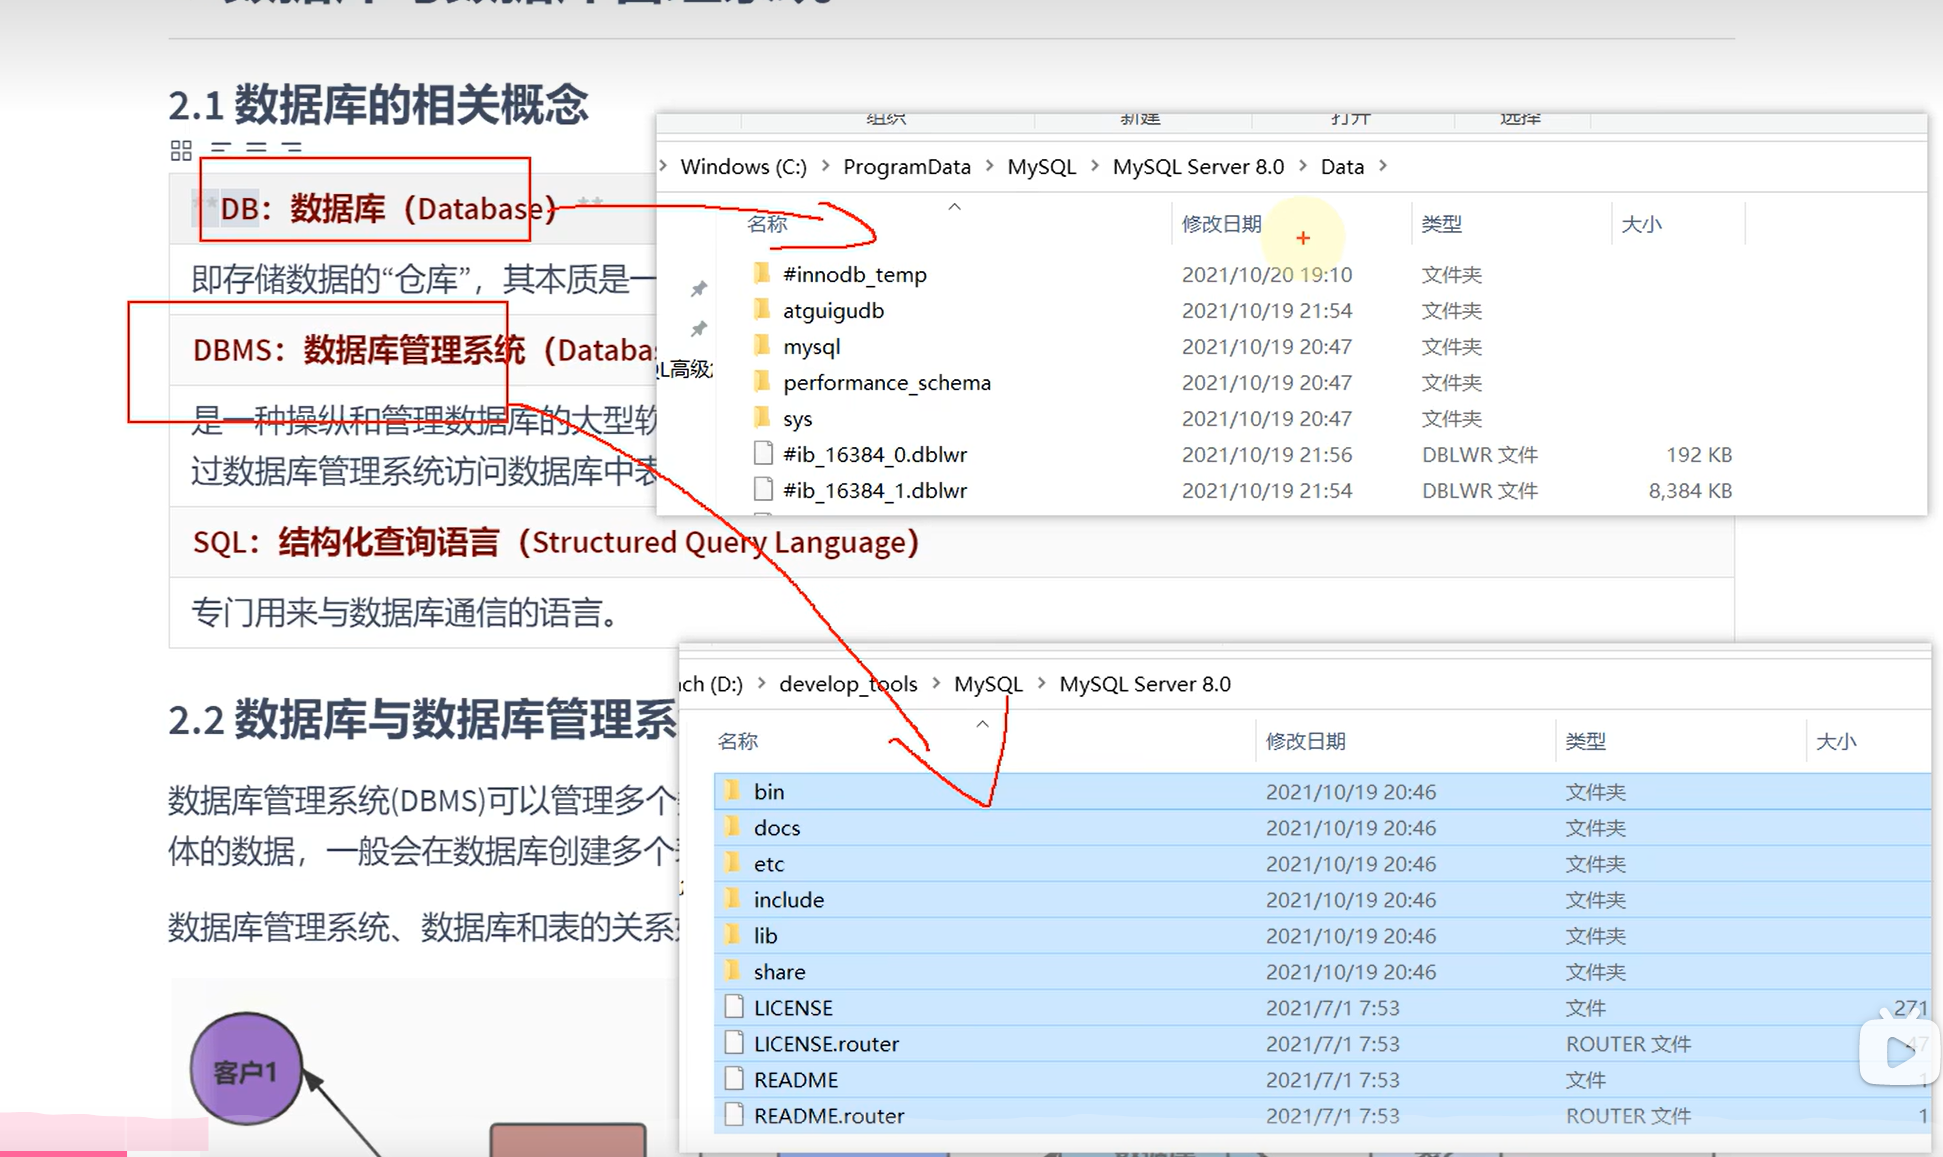 2.1 数据库的相关概念
**DB：数据库（Database） **
即存储数据的“仓库”，其本质是一
DBMS：数据库管理系统（Databa
是一种操纵和管理数据库的大型软
过数据库管理系统访问数据库中表
SQL：结构化查询语言（Structured Query Language）
专门用来与数据库通信的语言。
2.2 数据库与数据库管理系
数据库管理系统(DBMS)可以管理多个
体的数据，一般会在数据库创建多个
数据库管理系统、数据库和表的关系
客户1
组织 新建 打开 选择
Windows (C:) > ProgramData > MySQL > MySQL Server 8.0 > Data >
L高级
名称 修改日期 类型 大小
#innodb_temp 2021/10/20 19:10 文件夹
atguigudb 2021/10/19 21:54 文件夹
mysql 2021/10/19 20:47 文件夹
performance_schema 2021/10/19 20:47 文件夹
sys 2021/10/19 20:47 文件夹
#ib_16384_0.dblwr 2021/10/19 21:56 DBLWR 文件 192 KB
#ib_16384_1.dblwr 2021/10/19 21:54 DBLWR 文件 8,384 KB
ch (D:) > develop_tools > MySQL > MySQL Server 8.0
名称 修改日期 类型 大小
bin 2021/10/19 20:46 文件夹
docs 2021/10/19 20:46 文件夹
etc 2021/10/19 20:46 文件夹
include 2021/10/19 20:46 文件夹
lib 2021/10/19 20:46 文件夹
share 2021/10/19 20:46 文件夹
LICENSE 2021/7/1 7:53 文件 271
LICENSE.router 2021/7/1 7:53 ROUTER 文件 47
README 2021/7/1 7:53 文件 1
README.router 2021/7/1 7:53 ROUTER 文件 1